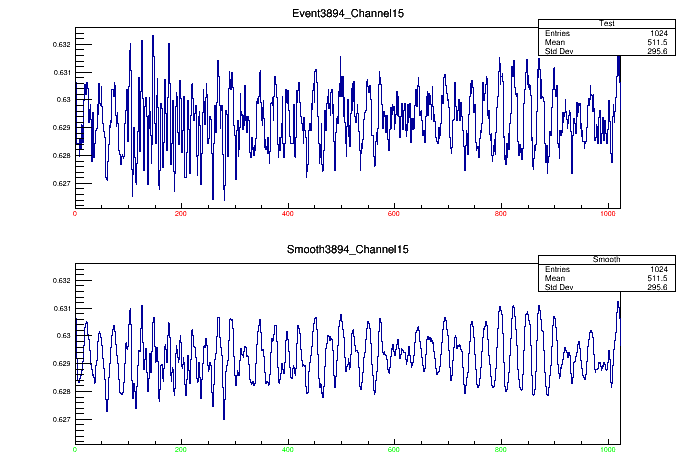 Event3894_Channel15
Test
Entries 1024
Mean 511.5
Std Dev 295.6
0.632
0.631
0.63
0.629
0.628
0.627
0 200 400 600 800 1000
Smooth3894_Channel15
Smooth
Entries 1024
Mean 511.5
Std Dev 295.6
0.632
0.631
0.63
0.629
0.628
0.627
0 200 400 600 800 1000